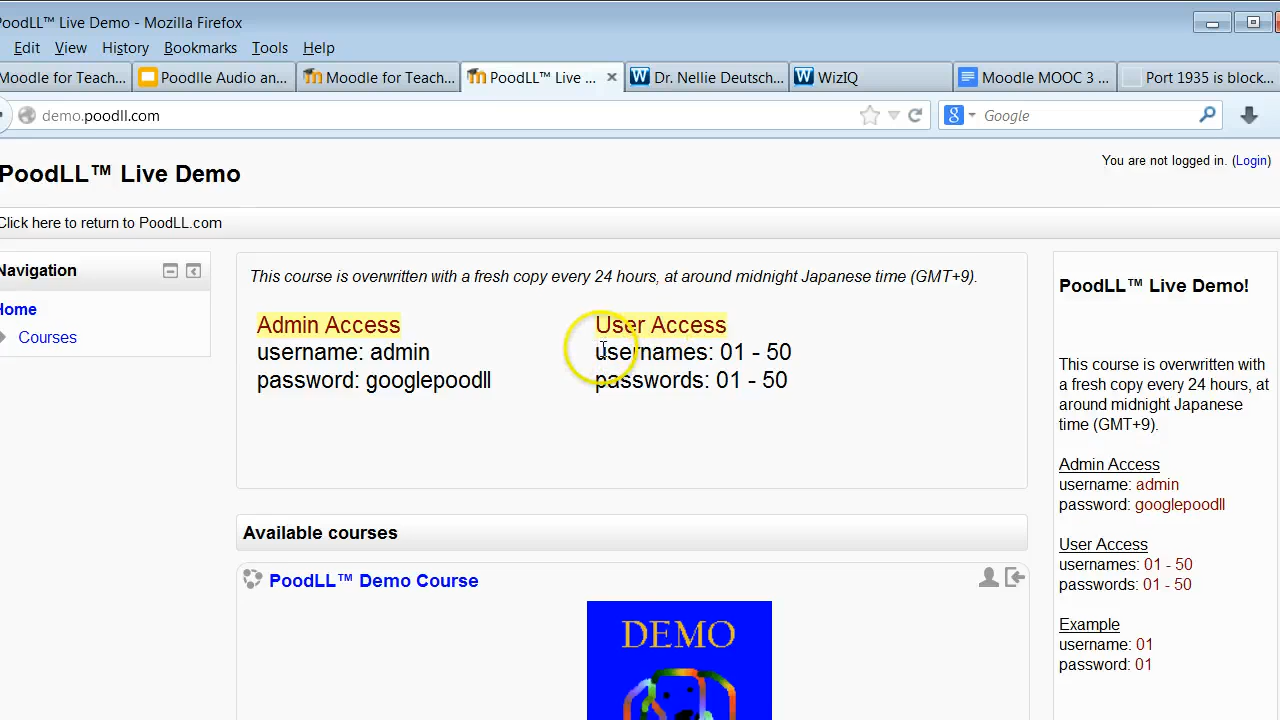 PoodLL™ Live Demo - Mozilla Firefox
Edit View History Bookmarks Tools Help
Moodle for Teach... Poodlle Audio an... Moodle for Teach... PoodLL™ Live ... Dr. Nellie Deutsch... WizIQ Moodle MOOC 3 ... Port 1935 is block...
demo.poodll.com Google
You are not logged in. (Login)
PoodLL™ Live Demo
Click here to return to PoodLL.com
Navigation
Home
Courses
This course is overwritten with a fresh copy every 24 hours, at around midnight Japanese time (GMT+9).
Admin Access
username: admin
password: googlepoodll
User Access
usernames: 01 - 50
passwords: 01 - 50
Available courses
PoodLL™ Demo Course
DEMO
PoodLL™ Live Demo!
This course is overwritten with
a fresh copy every 24 hours, at
around midnight Japanese
time (GMT+9).
Admin Access
username: admin
password: googlepoodll
User Access
usernames: 01 - 50
passwords: 01 - 50
Example
username: 01
password: 01